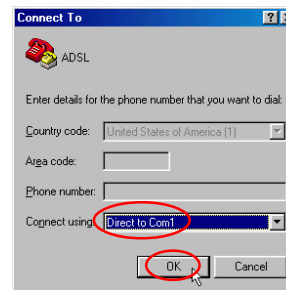 Connect To
ADSL
Enter details for the phone number that you want to dial:
Country code: United States of America (1)
Area code:
Phone number:
Connect using: Direct to Com1
OK Cancel